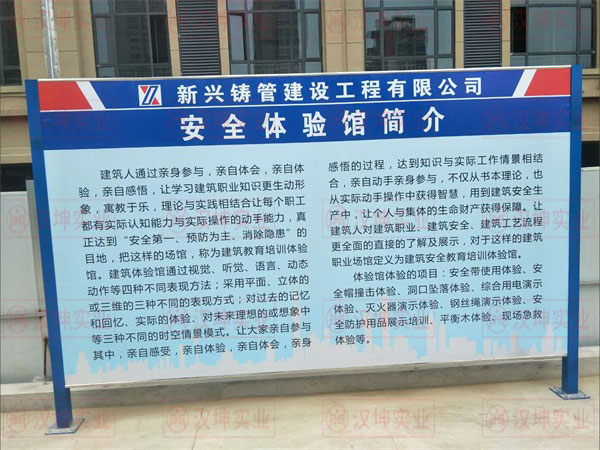 新兴铸管建设工程有限公司
安全体验馆简介
建筑人通过亲身参与，亲自体会，亲自体
验，亲自感悟，让学习建筑职业知识更生动形
象，寓教于乐，理论与实践相结合让每个职工
都有实际认知能力与实际操作的动手能力，真
正达到“安全第一、预防为主、消除隐患”的
目地，把这样的场馆，称为建筑教育培训体验
馆。建筑体验馆通过视觉、听觉、语言、动态
动作等四种不同表现方法；采用平面、立体的
或三维的三种不同的表现方式；对过去的记忆
和回忆、实际的体验、对未来理想的或想象中
等三种不同的时空情景模式。让大家亲自参与
其中，亲自感受，亲自体验，亲自体会，亲身
感悟的过程，达到知识与实际工作情景相结
合，亲自动手亲身参与，不仅从书本理论，也
从实际动手操作中获得智慧，用到建筑安全生
产中，让个人与集体的生命财产获得保障。让
建筑人对建筑职业、建筑安全、建筑工艺流程
更全面的直接的了解及展示，对于这样的建筑
职业场馆定义为建筑安全教育培训体验馆。
体验馆体验的项目：安全带使用体验、安
全帽撞击体验、洞口坠落体验、综合用电演示
体验、灭火器演示体验、钢丝绳演示体验、安
全防护用品展示培训、平衡木体验、现场急救
体验等。
汉坤实业